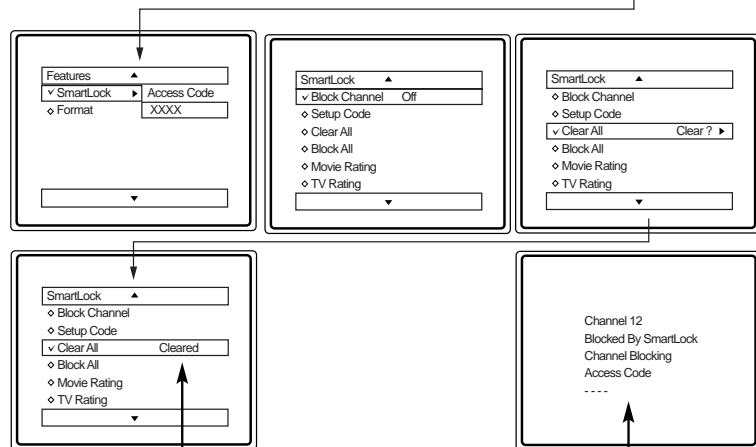 Features
SmartLock Access Code
Format XXXX
SmartLock
Block Channel Off
Setup Code
Clear All
Block All
Movie Rating
TV Rating
SmartLock
Block Channel
Setup Code
Clear All Clear ?
Block All
Movie Rating
TV Rating
SmartLock
Block Channel
Setup Code
Clear All Cleared
Block All
Movie Rating
TV Rating
Channel 12
Blocked By SmartLock
Channel Blocking
Access Code
- - - -